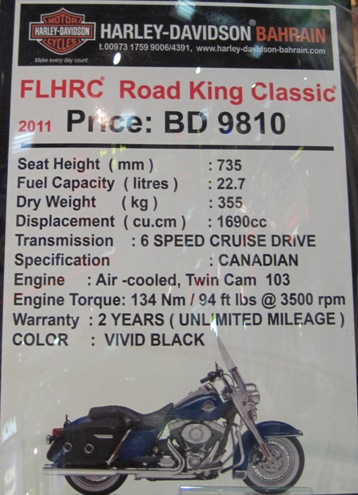 MOTOR
HARLEY-DAVIDSON
CYCLES
HARLEY-DAVIDSON® BAHRAIN
t.00973 1759 9006/4391, www.harley-davidson-bahrain.com
Make every day count
FLHRC® Road King Classic®
2011 Price: BD 9810
Seat Height ( mm ) : 735
Fuel Capacity ( litres ) : 22.7
Dry Weight ( kg ) : 355
Displacement ( cu.cm ) : 1690cc
Transmission : 6 SPEED CRUISE DRIVE
Specification : CANADIAN
Engine : Air -cooled, Twin Cam 103
Engine Torque: 134 Nm / 94 ft lbs @ 3500 rpm
Warranty : 2 YEARS ( UNLIMITED MILEAGE )
COLOR : VIVID BLACK